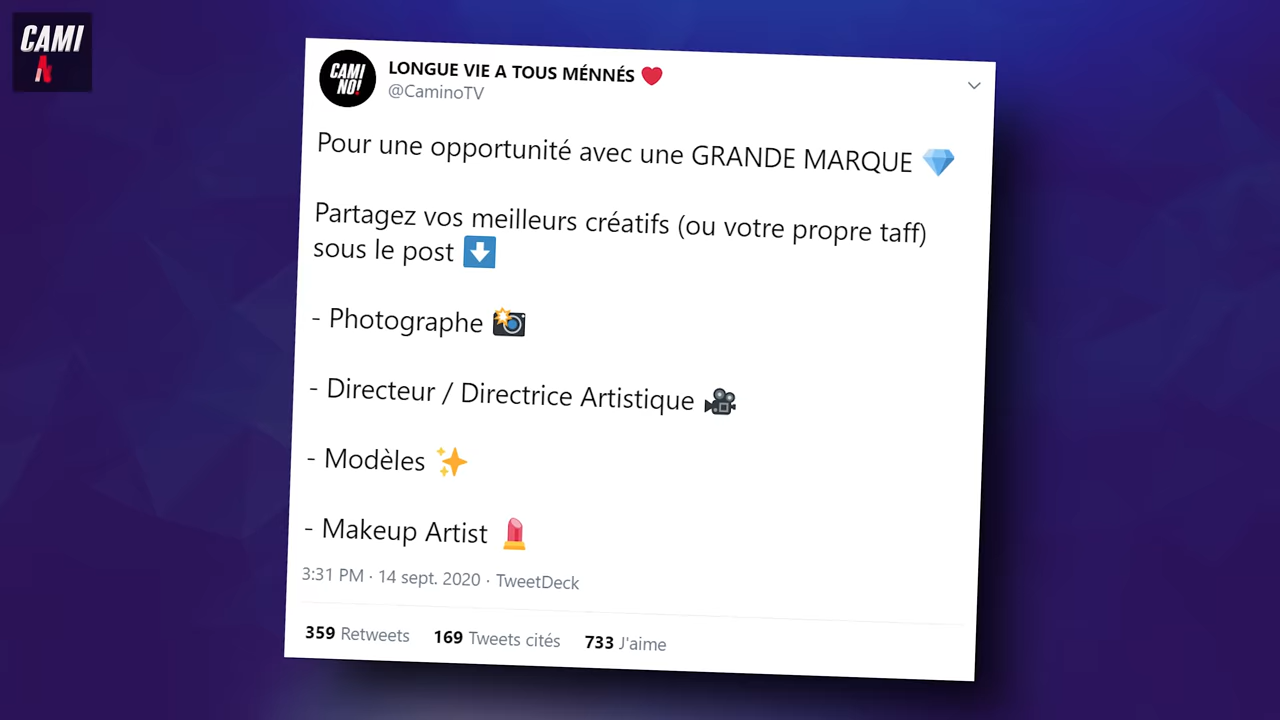 CAMI
N
CAMI
NO!
LONGUE VIE A TOUS MÉNNÉS ❤️
@CaminoTV
Pour une opportunité avec une GRANDE MARQUE 💎
Partagez vos meilleurs créatifs (ou votre propre taff)
sous le post ⬇️
- Photographe 📸
- Directeur / Directrice Artistique 🎥
- Modèles ✨
- Makeup Artist 💄
3:31 PM · 14 sept. 2020 · TweetDeck
359 Retweets 169 Tweets cités 733 J'aime